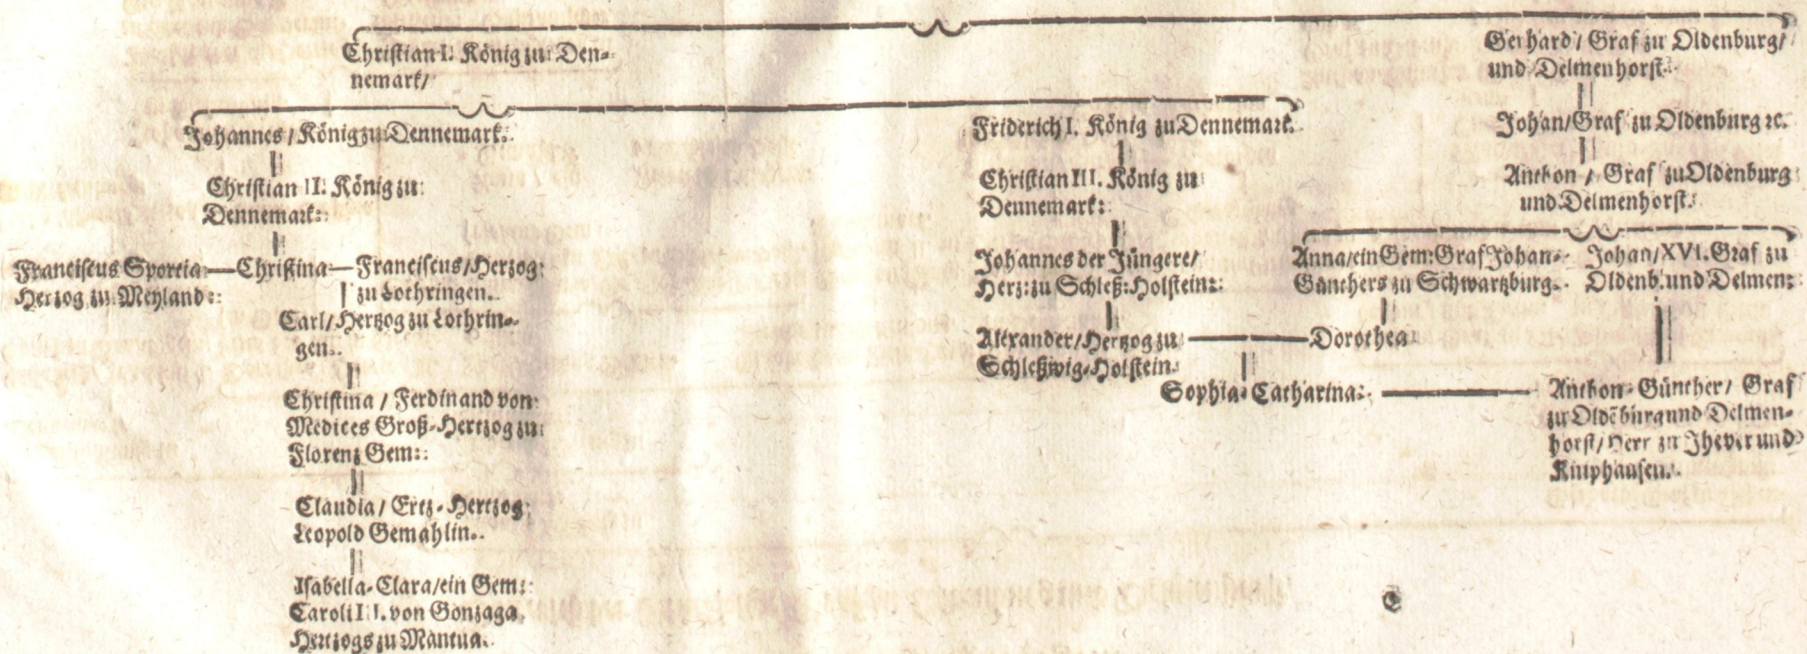 Christian I. König zu Den-
nemark/
Gerhard / Graf zu Oldenburg/
und Delmenhorst.
Johannes / König zu Dennemark.
Friderich I. König zu Dennemark.
Johan/Graf zu Oldenburg ꝛc.
Christian II. König zu
Dennemark:
Christian III. König zu
Dennemark:
Anthon / Graf zu Oldenburg
und Delmenhorst.
Franciscus Sportia
Hertzog zu Meyland:
Christina
Franciscus/Hertzog
zu Lothringen.
Johannes der Jüngere/
Hertz: zu Schleß: Holstein:
Anna/ein Gem: Graf Johan-
Günthers zu Schwartzburg.
Johan/XVI. Graf zu
Oldenb. und Delmen:
Carl/Hertzog zu Lothrin-
gen.
Alexander/Hertzog zu
Schleßwig-Holstein.
Dorothea
Christina / Ferdinand von
Medices Groß-Hertzog zu
Florenz Gem:
Sophia-Catharina:
Anthon-Günther/ Graf
zu Oldēburg und Delmen-
horst/ Herr zu Jhever und
Kniphausen.
Claudia / Ertz-Hertzog
Leopold Gemahlin.
Isabella-Clara/ein Gem:
Caroli III. von Gonzaga
Hertzogs zu Mantua.